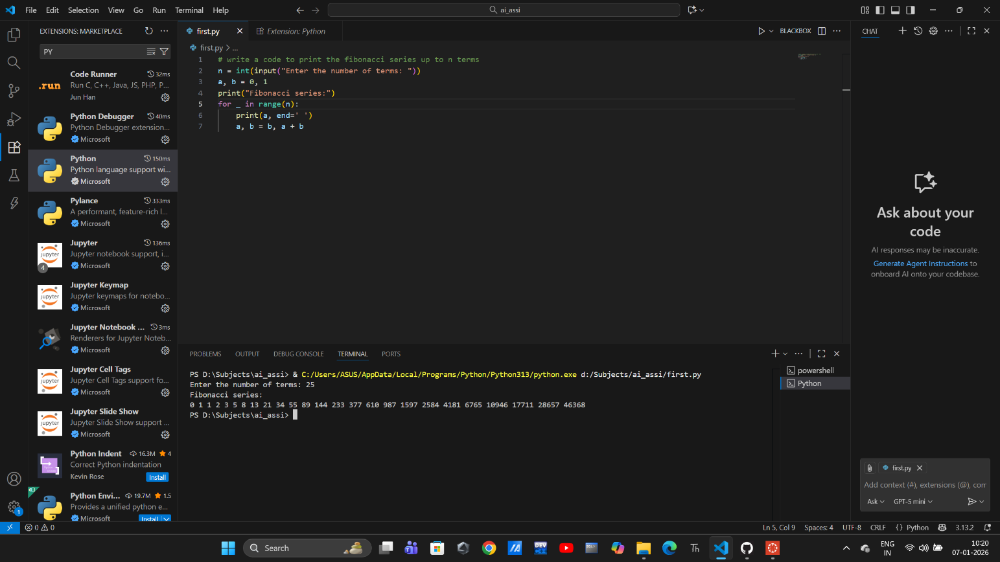 File Edit Selection View Go Run Terminal Help
ai_assi
EXTENSIONS: MARKETPLACE
PY
Code Runner 32ms
Run C, C++, Java, JS, PHP, P...
Jun Han
.run
Python Debugger 40ms
Python Debugger extension...
Microsoft
Python 150ms
Python language support wi...
Microsoft
Pylance 333ms
A performant, feature-rich l...
Microsoft
Jupyter 136ms
Jupyter notebook support, i...
Microsoft
jupyter
4
Jupyter Keymap
Jupyter keymaps for notebo...
Microsoft
jupyter
Jupyter Notebook ... 3ms
Renderers for Jupyter Noteb...
Microsoft
Jupyter Cell Tags
Jupyter Cell Tags support fo...
Microsoft
jupyter
Jupyter Slide Show
Jupyter Slide Show support ...
Microsoft
jupyter
Python Indent 16.3M 4
Correct Python indentation
Kevin Rose Install
Python Envi... 19.7M 1.5
Provides a unified python e...
Microsoft Install
1
first.py
Extension: Python
BLACKBOX
first.py > ...
1 # write a code to print the fibonacci series up to n terms
2 n = int(input("Enter the number of terms: "))
3 a, b = 0, 1
4 print("Fibonacci series:")
5 for _ in range(n):
6 print(a, end=' ')
7 a, b = b, a + b
PROBLEMS OUTPUT DEBUG CONSOLE TERMINAL PORTS
PS D:\Subjects\ai_assi> & C:/Users/ASUS/AppData/Local/Programs/Python/Python313/python.exe d:/Subjects/ai_assi/first.py
Enter the number of terms: 25
Fibonacci series:
0 1 1 2 3 5 8 13 21 34 55 89 144 233 377 610 987 1597 2584 4181 6765 10946 17711 28657 46368
PS D:\Subjects\ai_assi>
powershell
Python
CHAT
Ask about your
code
AI responses may be inaccurate.
Generate Agent Instructions to
onboard AI onto your codebase.
first.py
Add context (#), extensions (@), com
Ask GPT-5 mini
0 0
Ln 5, Col 9 Spaces: 4 UTF-8 CRLF {} Python 3.13.2
Search
DEV
Th
ENG
IN
10:20
07-01-2026